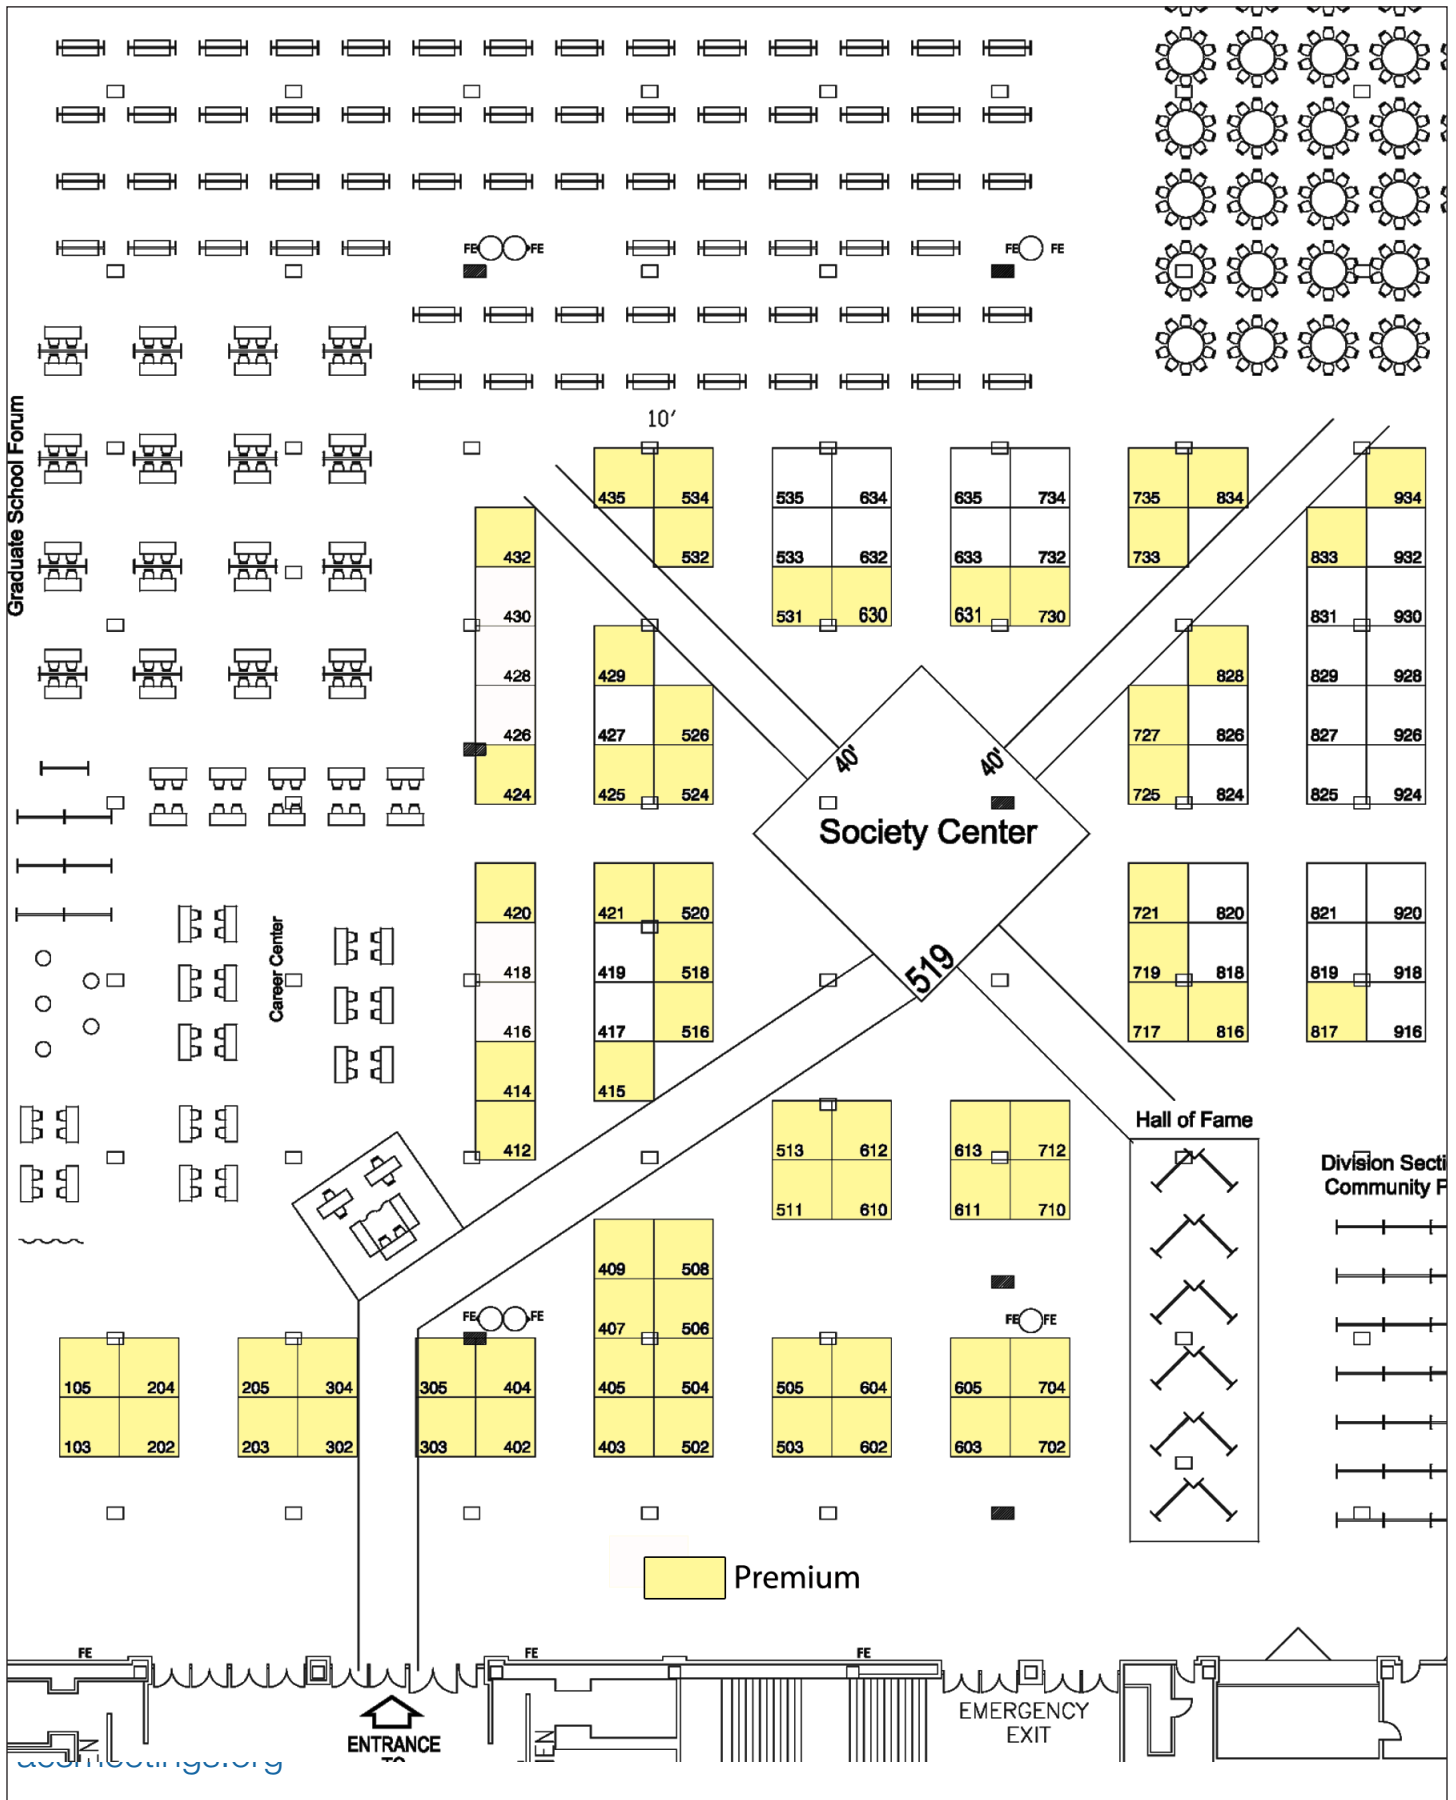 FE FE FE FE
10′
Graduate School Forum
435 534 535 634 635 734 735 834 934
432 532 533 632 633 732 733 833 932
430 531 630 631 730 831 930
428 429 828 829 928
426 427 526 727 826 827 926
40' 40'
424 425 524 725 824 825 924
Society Center
420 421 520 721 820 821 920
Career Center
418 419 518 519 719 818 819 918
416 417 516 717 816 817 916
414 415
Hall of Fame
412 513 612 613 712
Division Secti
Community
511 610 611 710
409 508
FE FE FE FE
407 506
105 204 205 304 305 404 405 504 505 604 605 704
103 202 203 302 303 402 403 502 503 602 603 702
Premium
FE FE FE
EMERGENCY
EXIT
ENTRANCE
TO